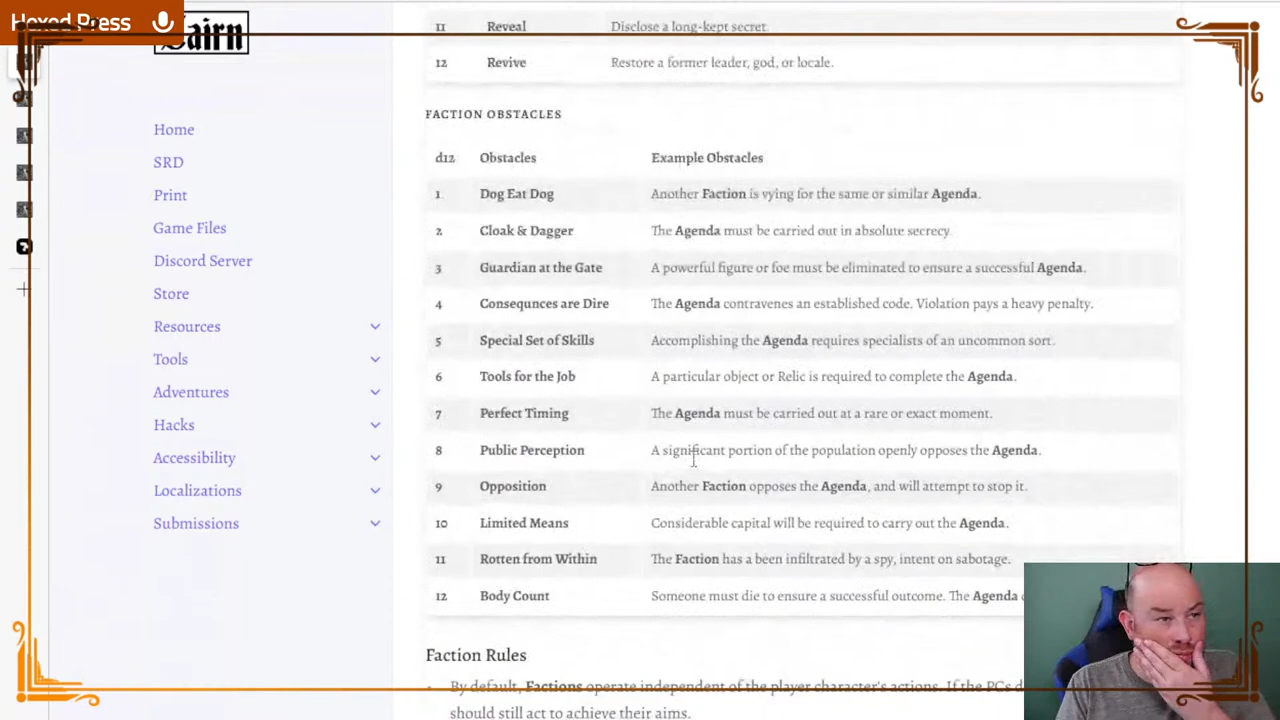 Hexed Press
Cairn
11 Reveal Disclose a long-kept secret.
12 Revive Restore a former leader, god, or locale.
Home
SRD
Print
Game Files
Discord Server
Store
Resources
Tools
Adventures
Hacks
Accessibility
Localizations
Submissions
FACTION OBSTACLES
d12 Obstacles Example Obstacles
1 Dog Eat Dog Another Faction is vying for the same or similar Agenda.
2 Cloak & Dagger The Agenda must be carried out in absolute secrecy.
3 Guardian at the Gate A powerful figure or foe must be eliminated to ensure a successful Agenda.
4 Consequnces are Dire The Agenda contravenes an established code. Violation pays a heavy penalty.
5 Special Set of Skills Accomplishing the Agenda requires specialists of an uncommon sort.
6 Tools for the Job A particular object or Relic is required to complete the Agenda.
7 Perfect Timing The Agenda must be carried out at a rare or exact moment.
8 Public Perception A significant portion of the population openly opposes the Agenda.
9 Opposition Another Faction opposes the Agenda, and will attempt to stop it.
10 Limited Means Considerable capital will be required to carry out the Agenda.
11 Rotten from Within The Faction has a been infiltrated by a spy, intent on sabotage.
12 Body Count Someone must die to ensure a successful outcome. The Agenda
Faction Rules
By default, Factions operate independent of the player character's actions. If the PCs
should still act to achieve their aims.